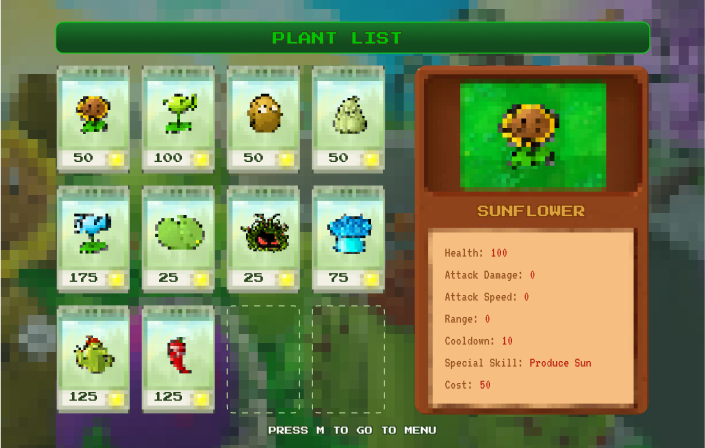 PLANT LIST
50 100 50 50
175 25 25 75
125 125
SUNFLOWER
Health: 100
Attack Damage: 0
Attack Speed: 0
Range: 0
Cooldown: 10
Special Skill: Produce Sun
Cost: 50
PRESS M TO GO TO MENU